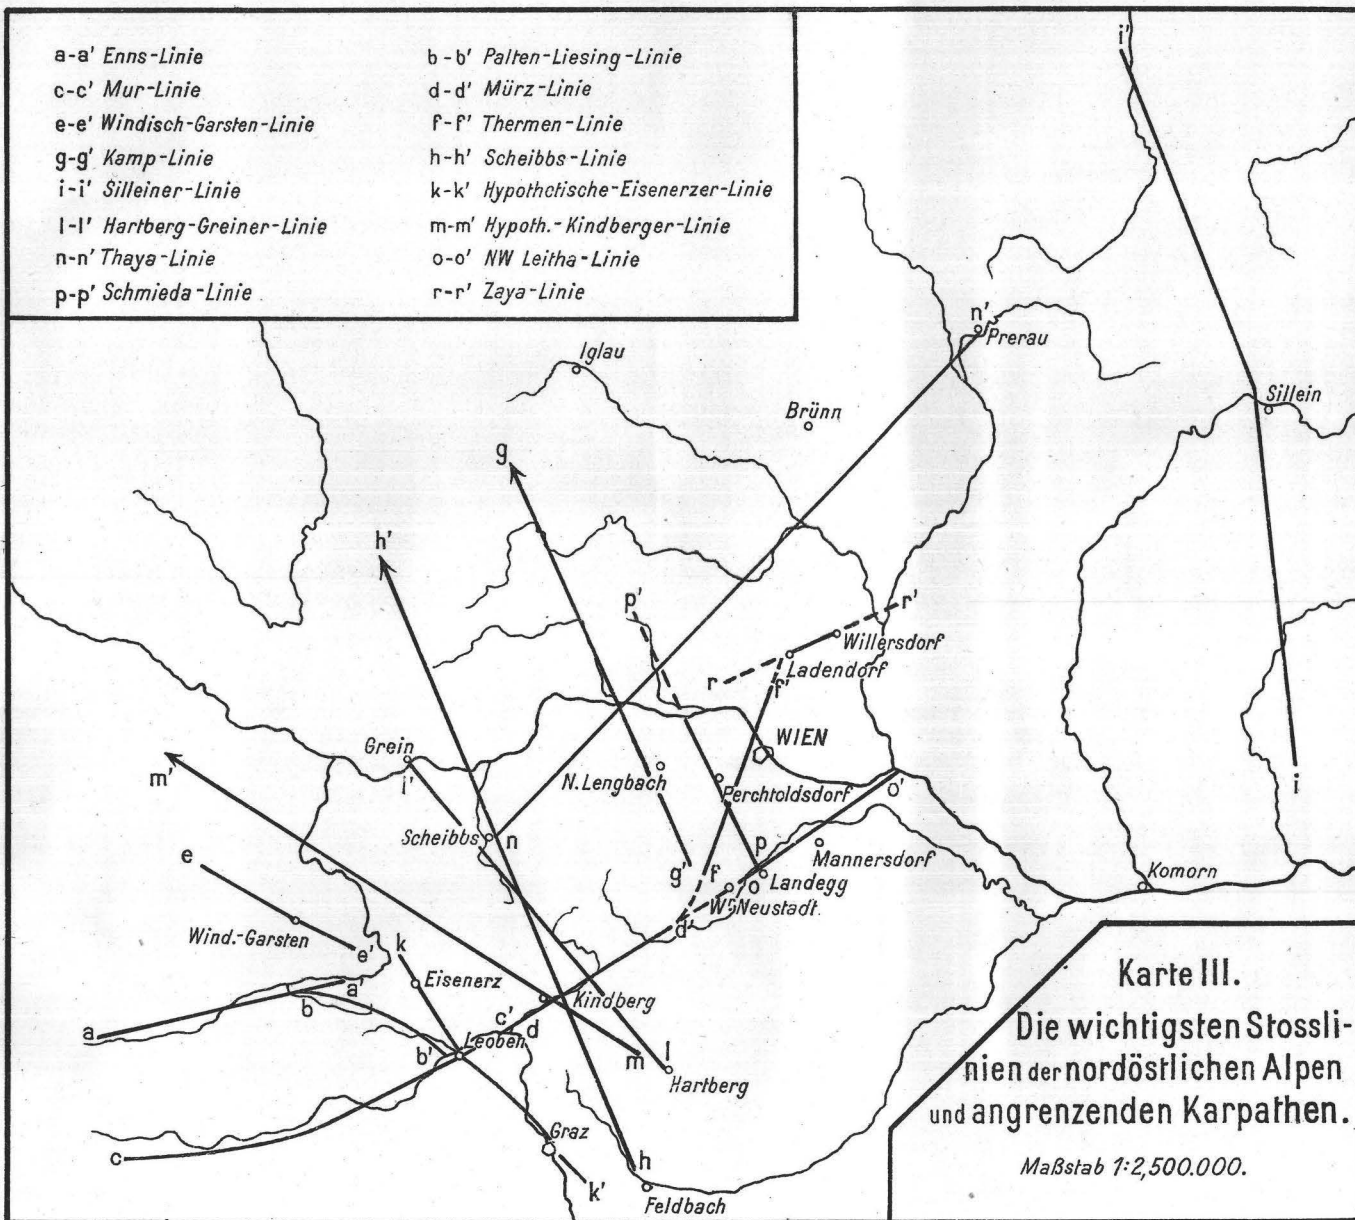 a-a' Enns-Linie
b-b' Palten-Liesing-Linie
c-c' Mur-Linie
d-d' Mürz-Linie
e-e' Windisch-Garsten-Linie
f-f' Thermen-Linie
g-g' Kamp-Linie
h-h' Scheibbs-Linie
i-i' Silleiner-Linie
k-k' Hypothetische-Eisenerzer-Linie
l-l' Hartberg-Greiner-Linie
m-m' Hypoth.-Kindberger-Linie
n-n' Thaya-Linie
o-o' NW Leitha-Linie
p-p' Schmieda-Linie
r-r' Zaya-Linie
i'
n'
Prerau
Iglau
Sillein
Brünn
g
h'
p'
r'
Willersdorf
Ladendorf
r
f'
WIEN
Grein
l'
m'
N.Lengbach
Perchtoldsdorf
o'
i
Scheibbs
n
p
Mannersdorf
e
g'
f
o
Landegg
Komorn
W. Neustadt
d'
Wind.-Garsten
e'
k
Eisenerz
a'
b
Kindberg
a
c'
d
Leoben
b'
m
l
Hartberg
Graz
c
h
k'
Feldbach
Karte III.
Die wichtigsten Stossli-
nien der nordöstlichen Alpen
und angrenzenden Karpathen.
Maßstab 1:2,500.000.